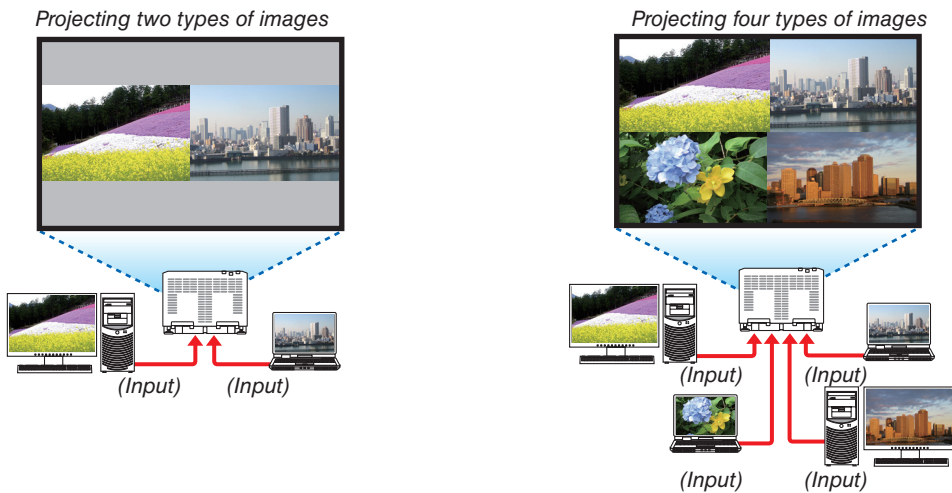 Projecting two types of images
Projecting four types of images
(Input)
(Input)
(Input)
(Input)
(Input)
(Input)